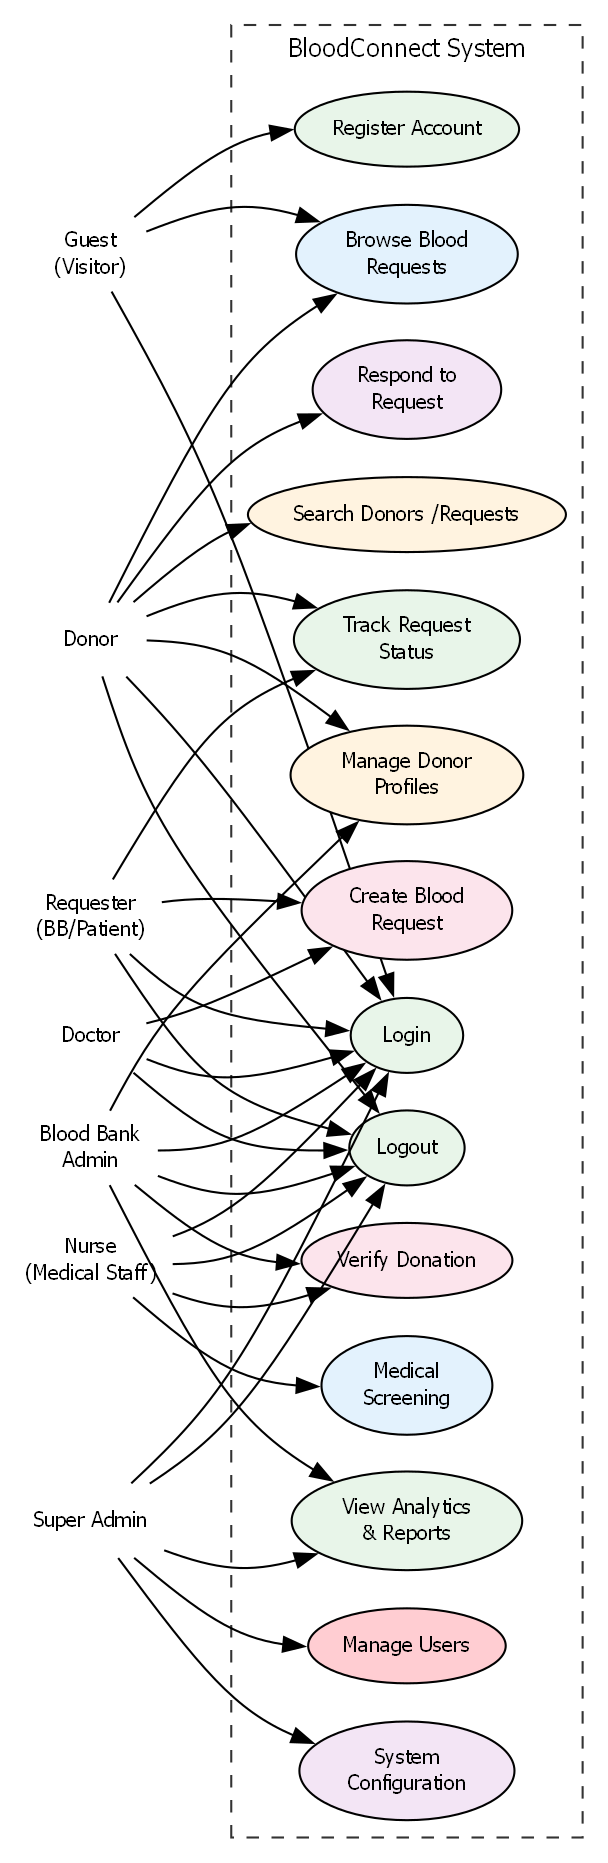 BloodConnect System
Register Account
Guest
(Visitor)
Browse Blood
Requests
Respond to
Request
Search Donors /Requests
Donor
Track Request
Status
Manage Donor
Profiles
Requester
(BB/Patient)
Create Blood
Request
Doctor
Login
Blood Bank
Admin
Logout
Nurse
(Medical Staff)
Verify Donation
Medical
Screening
Super Admin
View Analytics
& Reports
Manage Users
System
Configuration